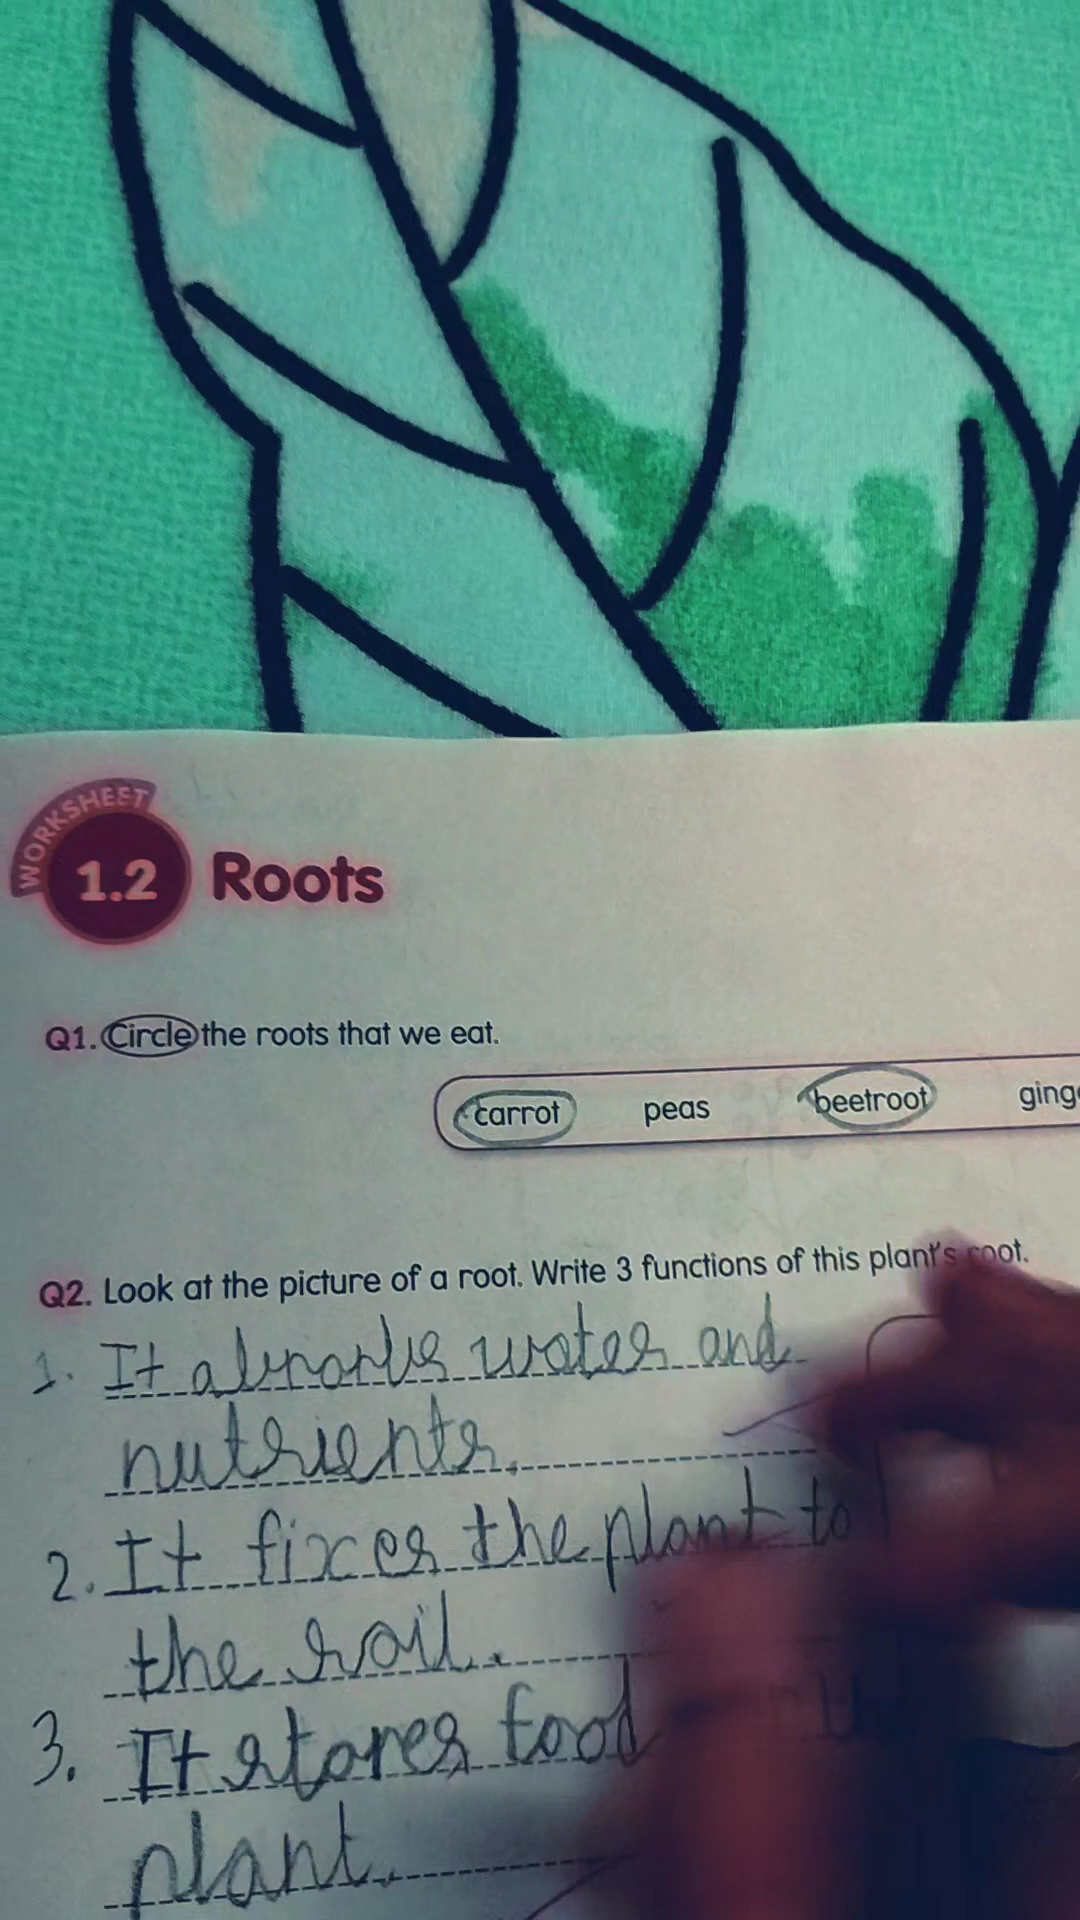 WORKSHEET
1.2 Roots
Q1. Circle the roots that we eat.
carrot peas beetroot
Q2. Look at the picture of a root. Write 3 functions of this plant's root.
1. It absorbs water and
nutrients.
2. It fixes the plant to
the soil.
3. It stores food
plant.